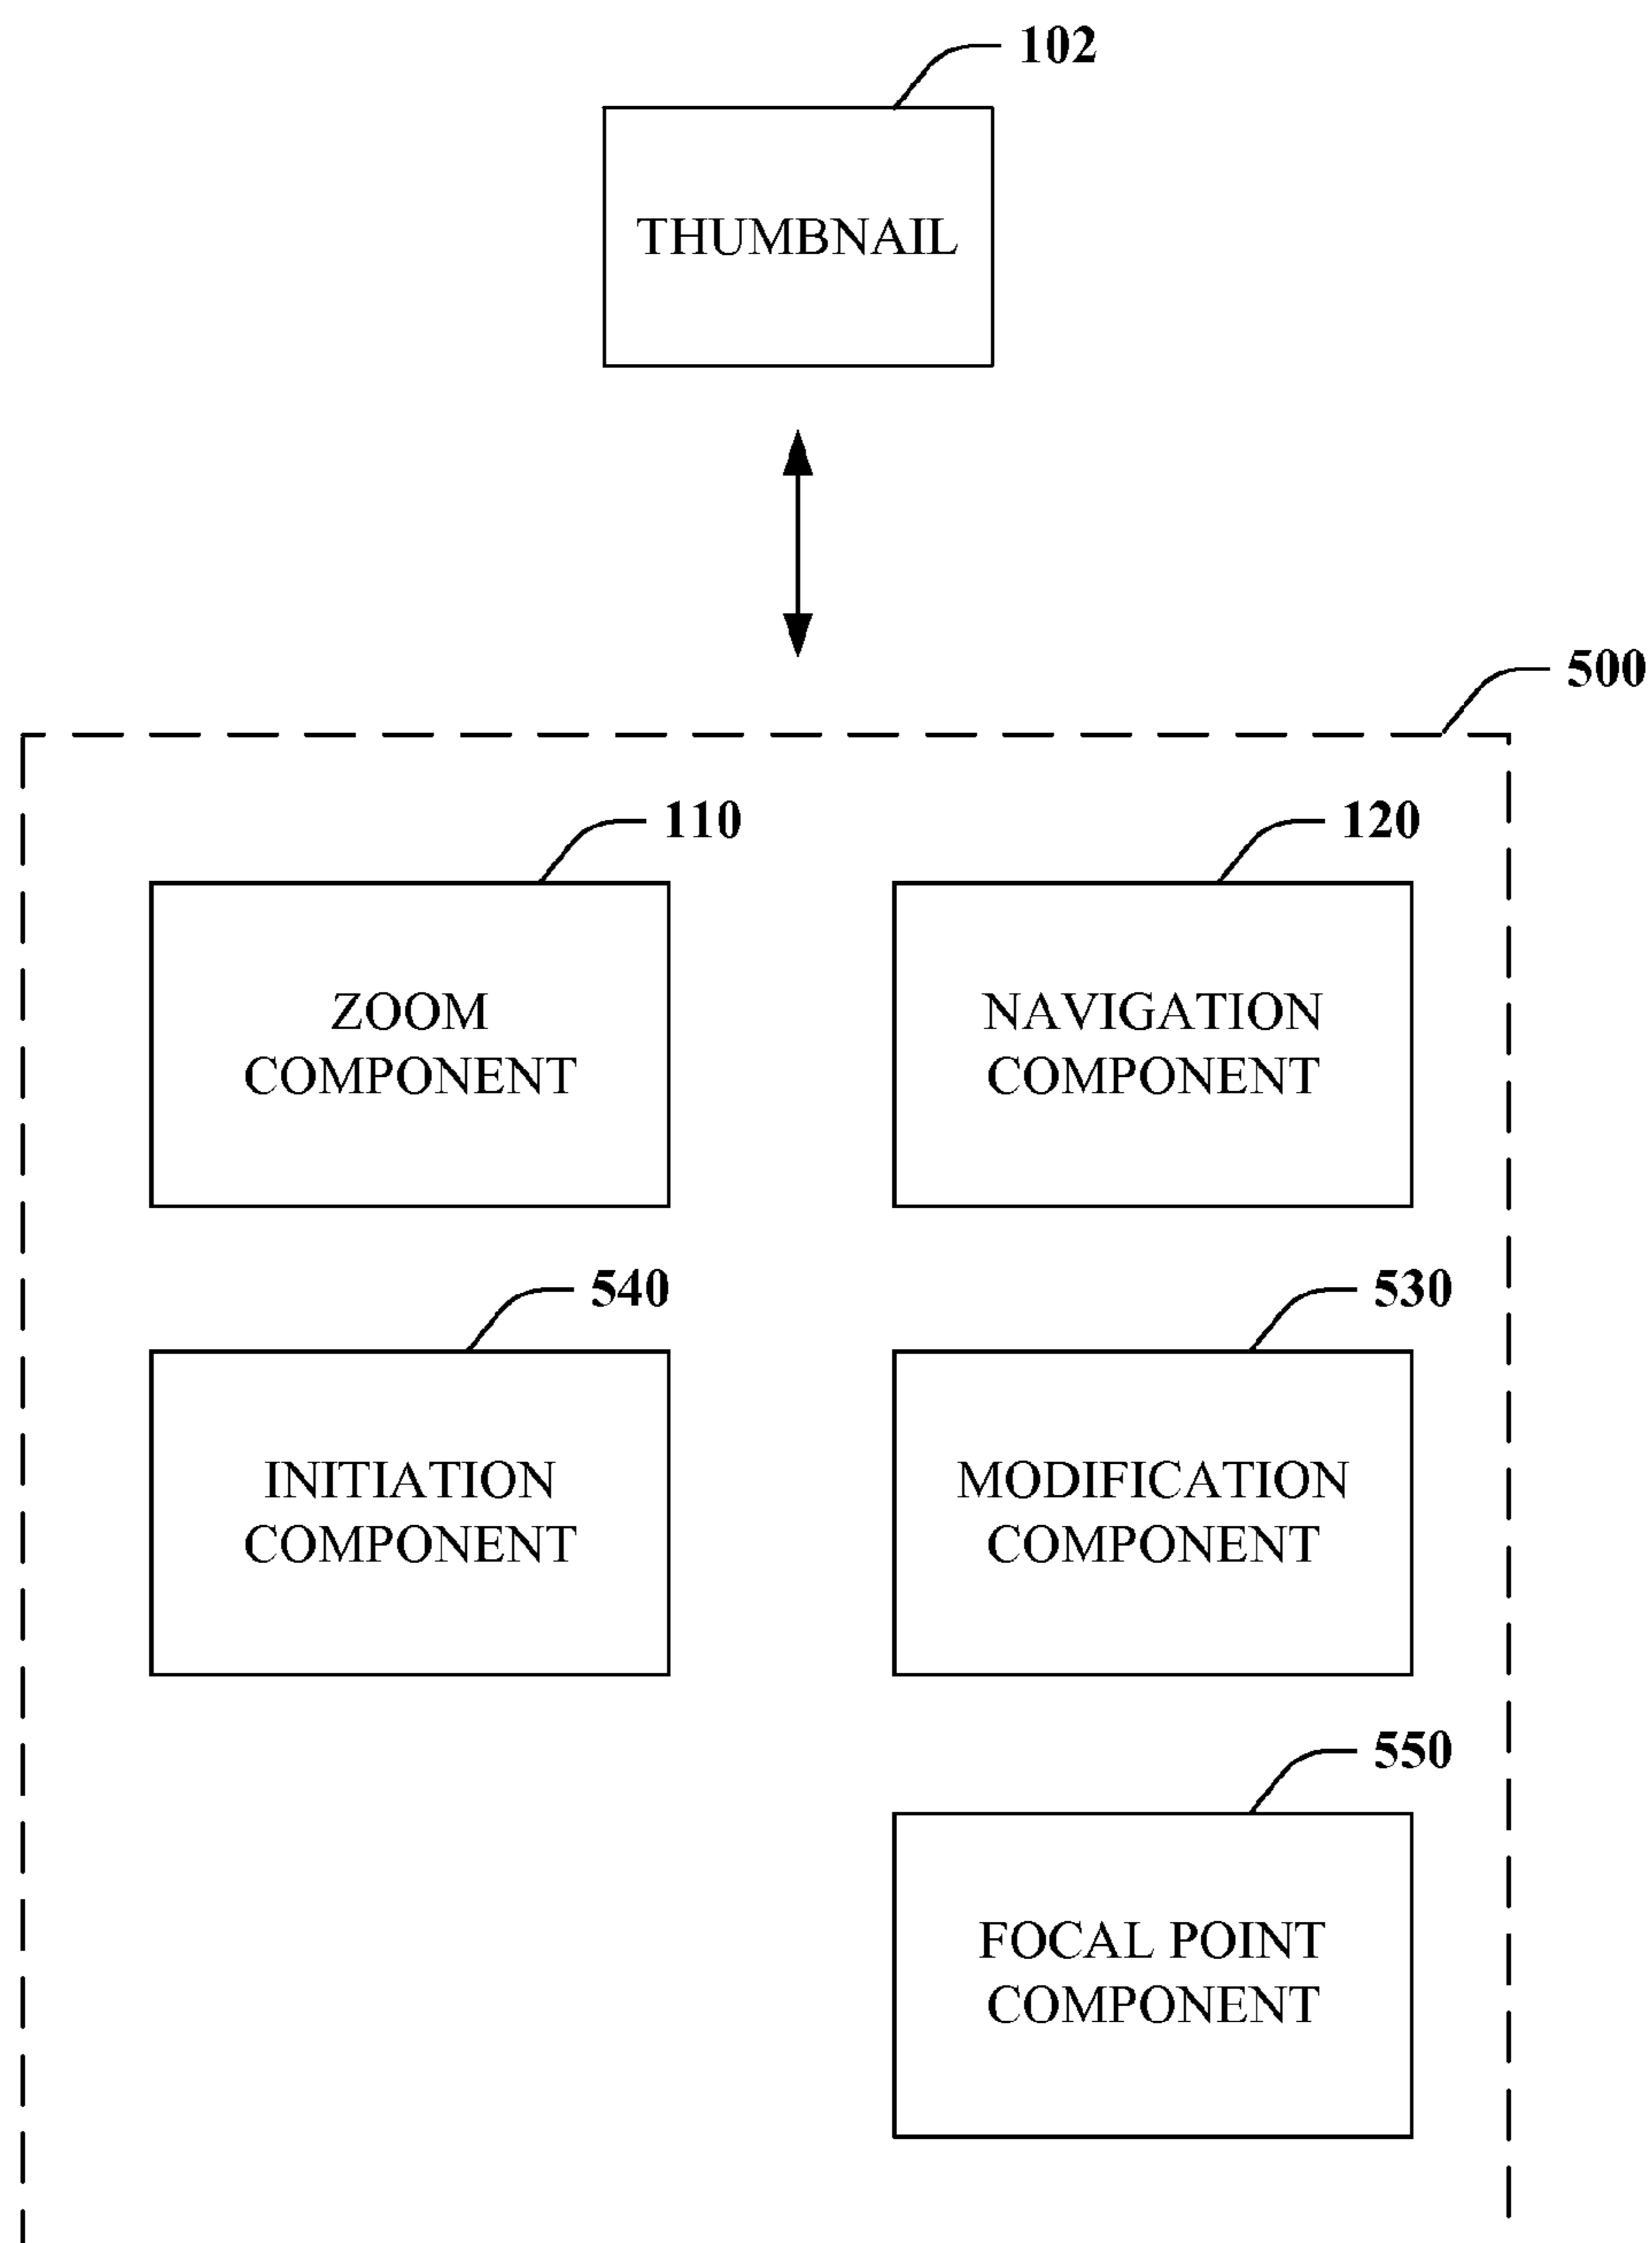 102
THUMBNAIL
500
110
120
ZOOM
COMPONENT
NAVIGATION
COMPONENT
540
530
INITIATION
COMPONENT
MODIFICATION
COMPONENT
550
FOCAL POINT
COMPONENT